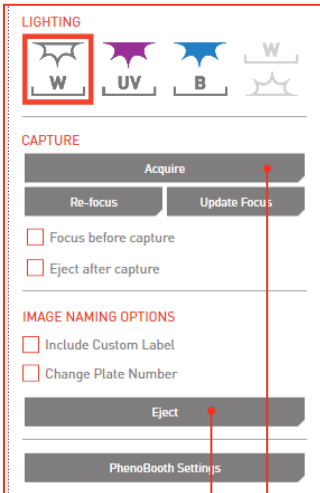 LIGHTING
W UV B W
CAPTURE
Acquire
Re-focus Update Focus
Focus before capture
Eject after capture
IMAGE NAMING OPTIONS
Include Custom Label
Change Plate Number
Eject
PhenoBooth Settings